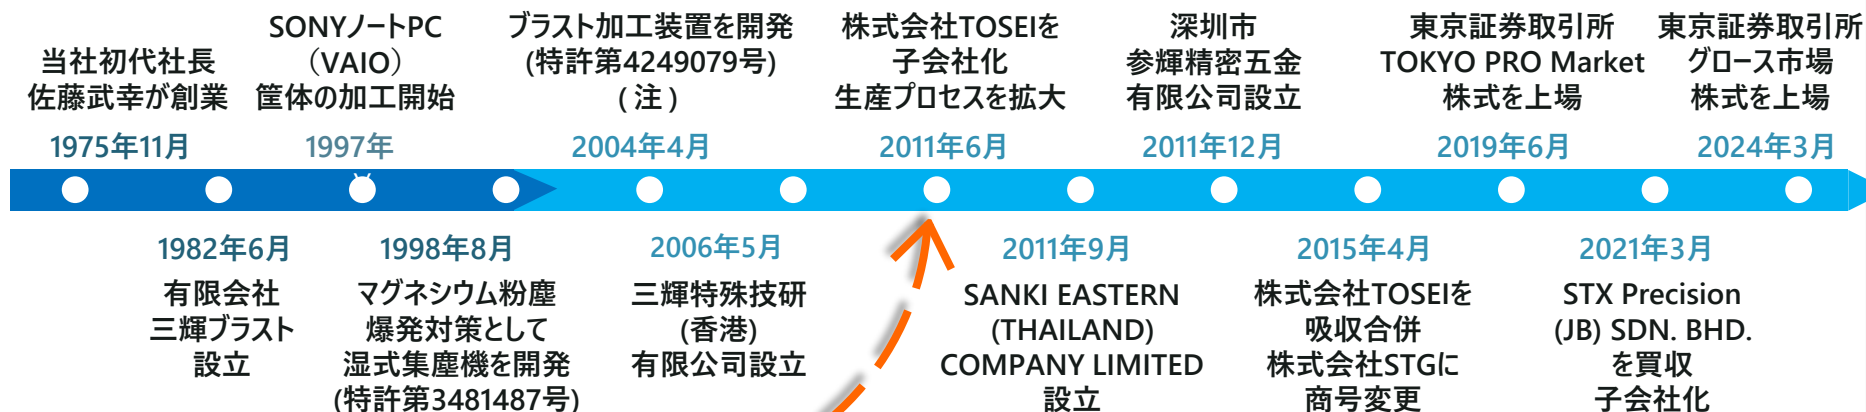 当社初代社長
佐藤武幸が創業
1975年11月
SONYノートPC
（VAIO）
筐体の加工開始
1997年
ブラスト加工装置を開発
(特許第4249079号)
(注)
2004年4月
株式会社TOSEIを
子会社化
生産プロセスを拡大
2011年6月
深圳市
参輝精密五金
有限公司設立
2011年12月
東京証券取引所
TOKYO PRO Market
株式を上場
2019年6月
東京証券取引所
グロース市場
株式を上場
2024年3月
1982年6月
有限会社
三輝ブラスト
設立
1998年8月
マグネシウム粉塵
爆発対策として
湿式集塵機を開発
(特許第3481487号)
2006年5月
三輝特殊技研
(香港)
有限公司設立
2011年9月
SANKI EASTERN
(THAILAND)
COMPANY LIMITED
設立
2015年4月
株式会社TOSEIを
吸収合併
株式会社STGに
商号変更
2021年3月
STX Precision
(JB) SDN. BHD.
を買収
子会社化